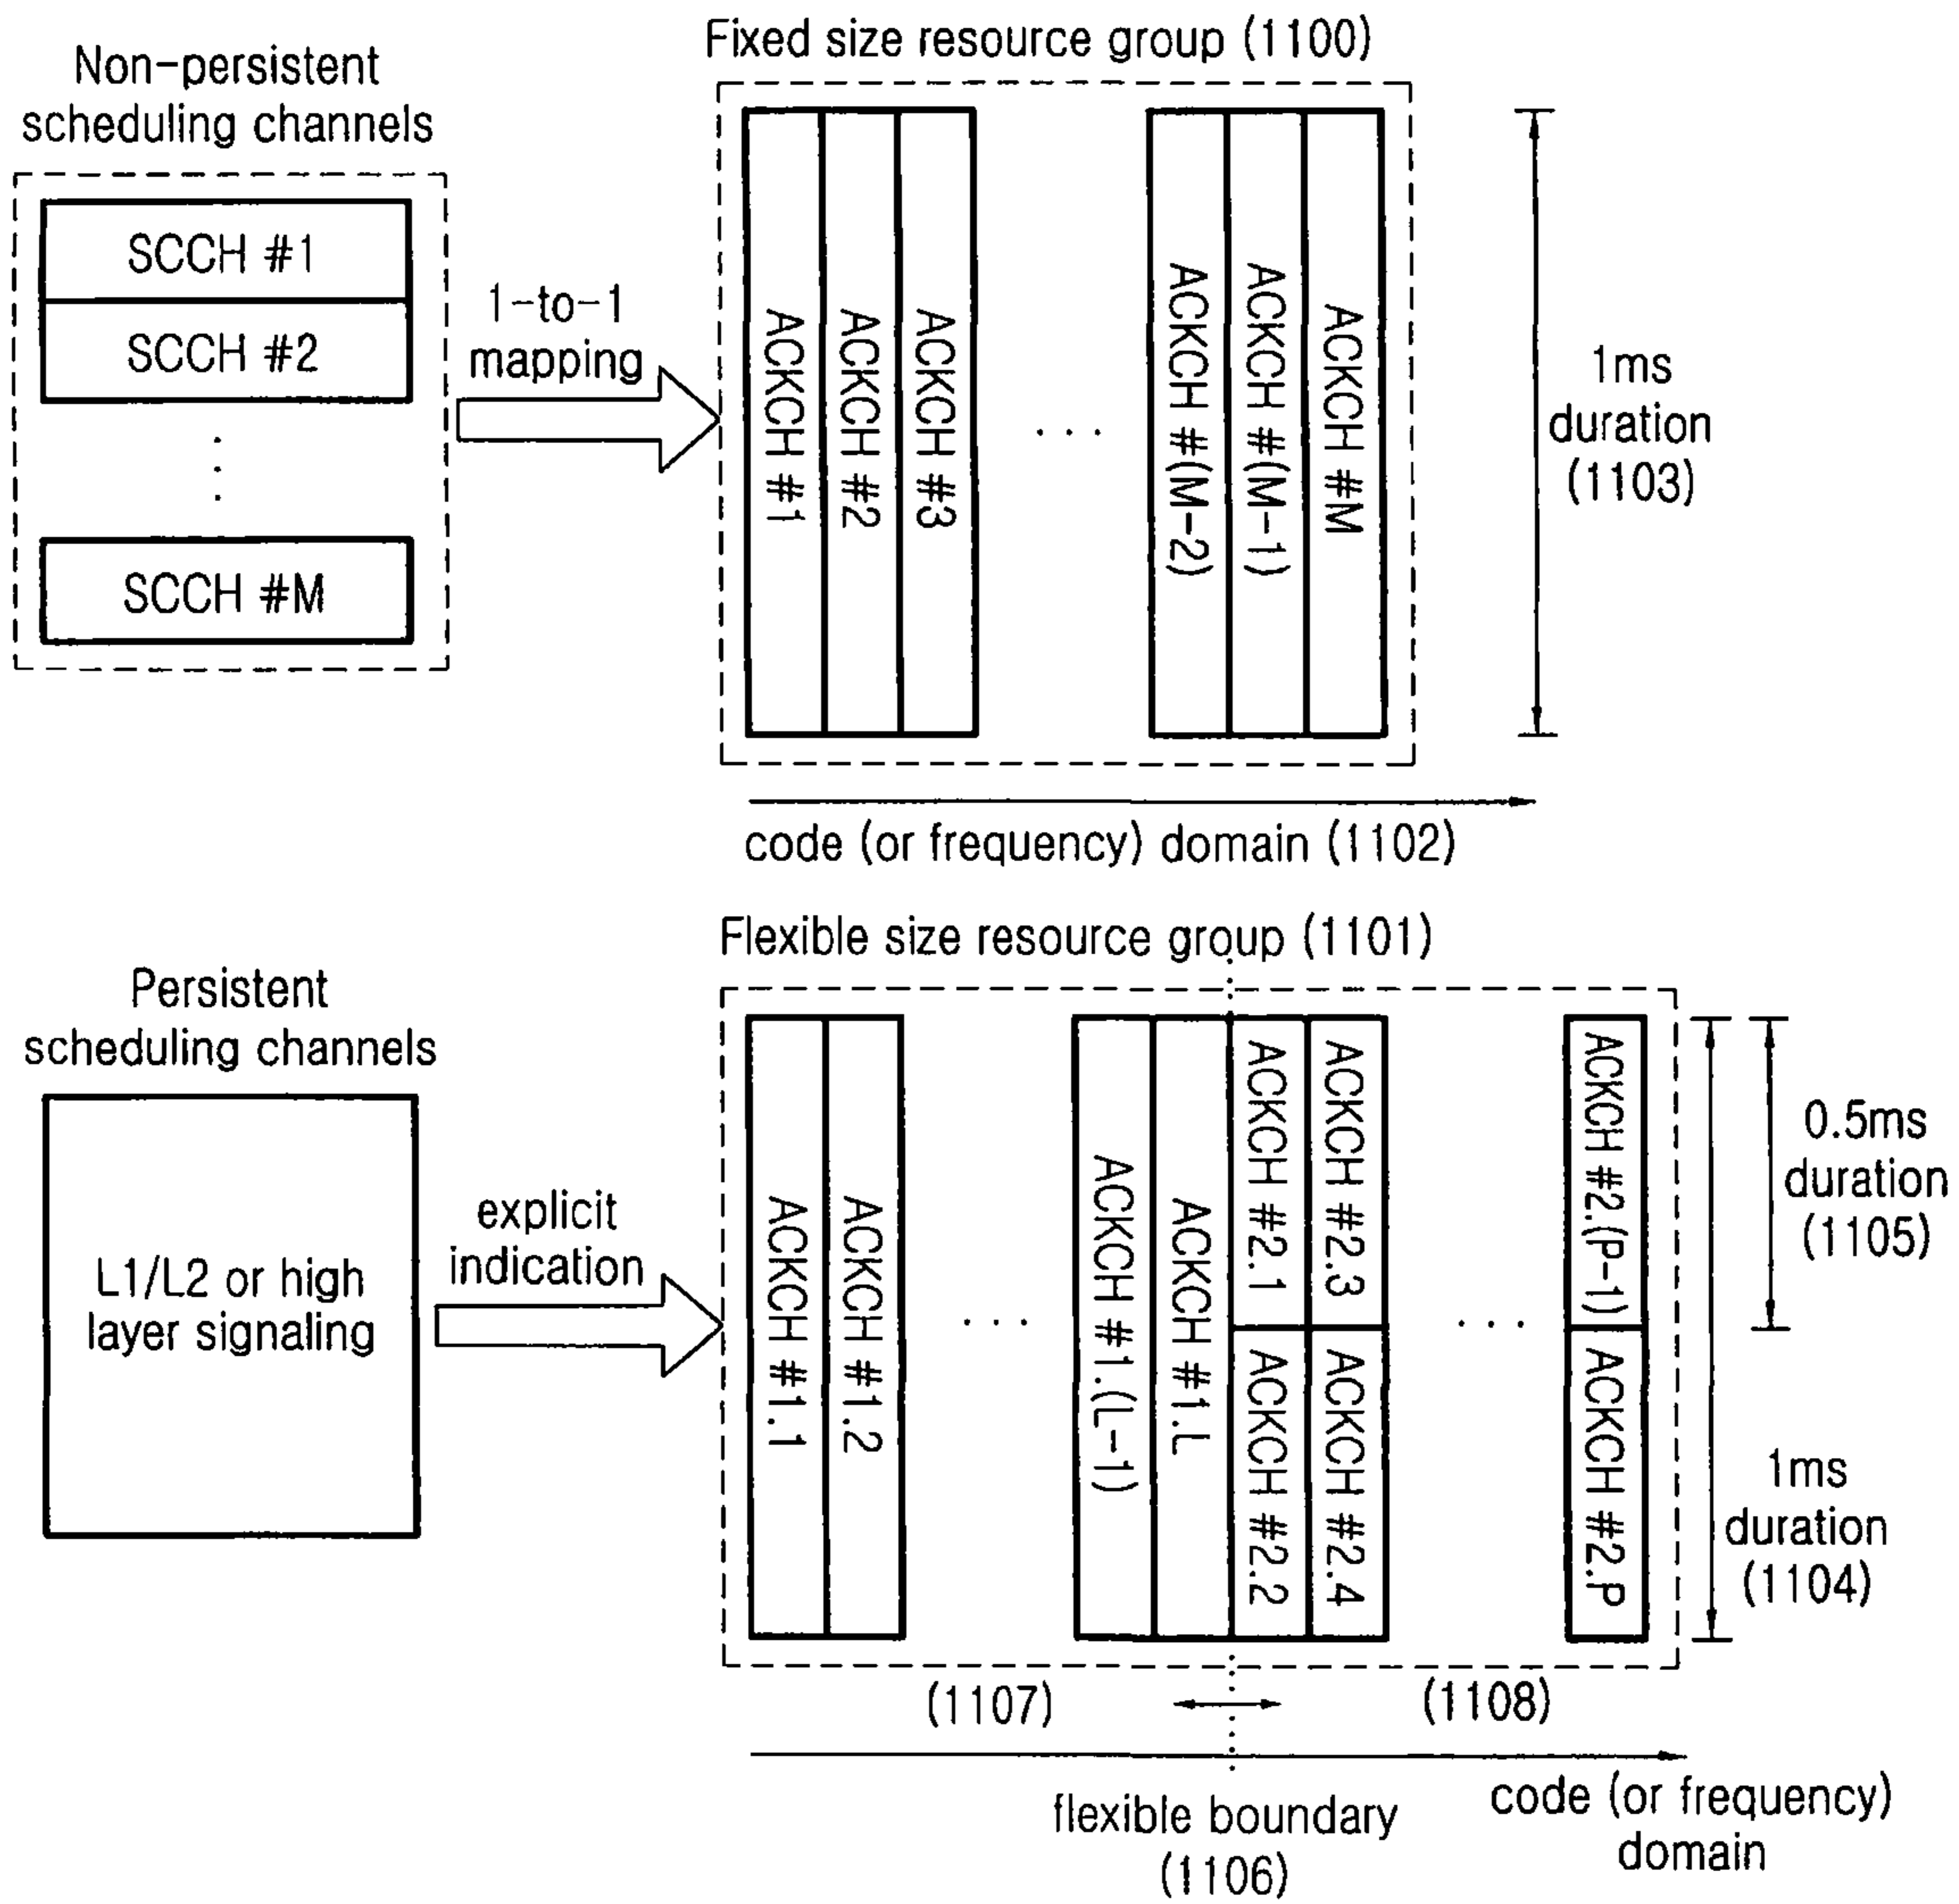 Non-persistent
scheduling channels
SCCH #1
SCCH #2
SCCH #M
1-to-1
mapping
Fixed size resource group (1100)
ACKCH #1
ACKCH #2
ACKCH #3
...
ACKCH #(M-2)
ACKCH #(M-1)
ACKCH #M
1ms
duration
(1103)
code (or frequency) domain (1102)
Persistent
scheduling channels
L1/L2 or high
layer signaling
explicit
indication
Flexible size resource group (1101)
ACKCH #1.1
ACKCH #1.2
...
ACKCH #1.(L-1)
ACKCH #1.L
ACKCH #2.1
ACKCH #2.3
ACKCH #2.2
ACKCH #2.4
...
ACKCH #2.(P-1)
ACKCH #2.P
0.5ms
duration
(1105)
1ms
duration
(1104)
(1107)
(1108)
flexible boundary
(1106)
code (or frequency)
domain